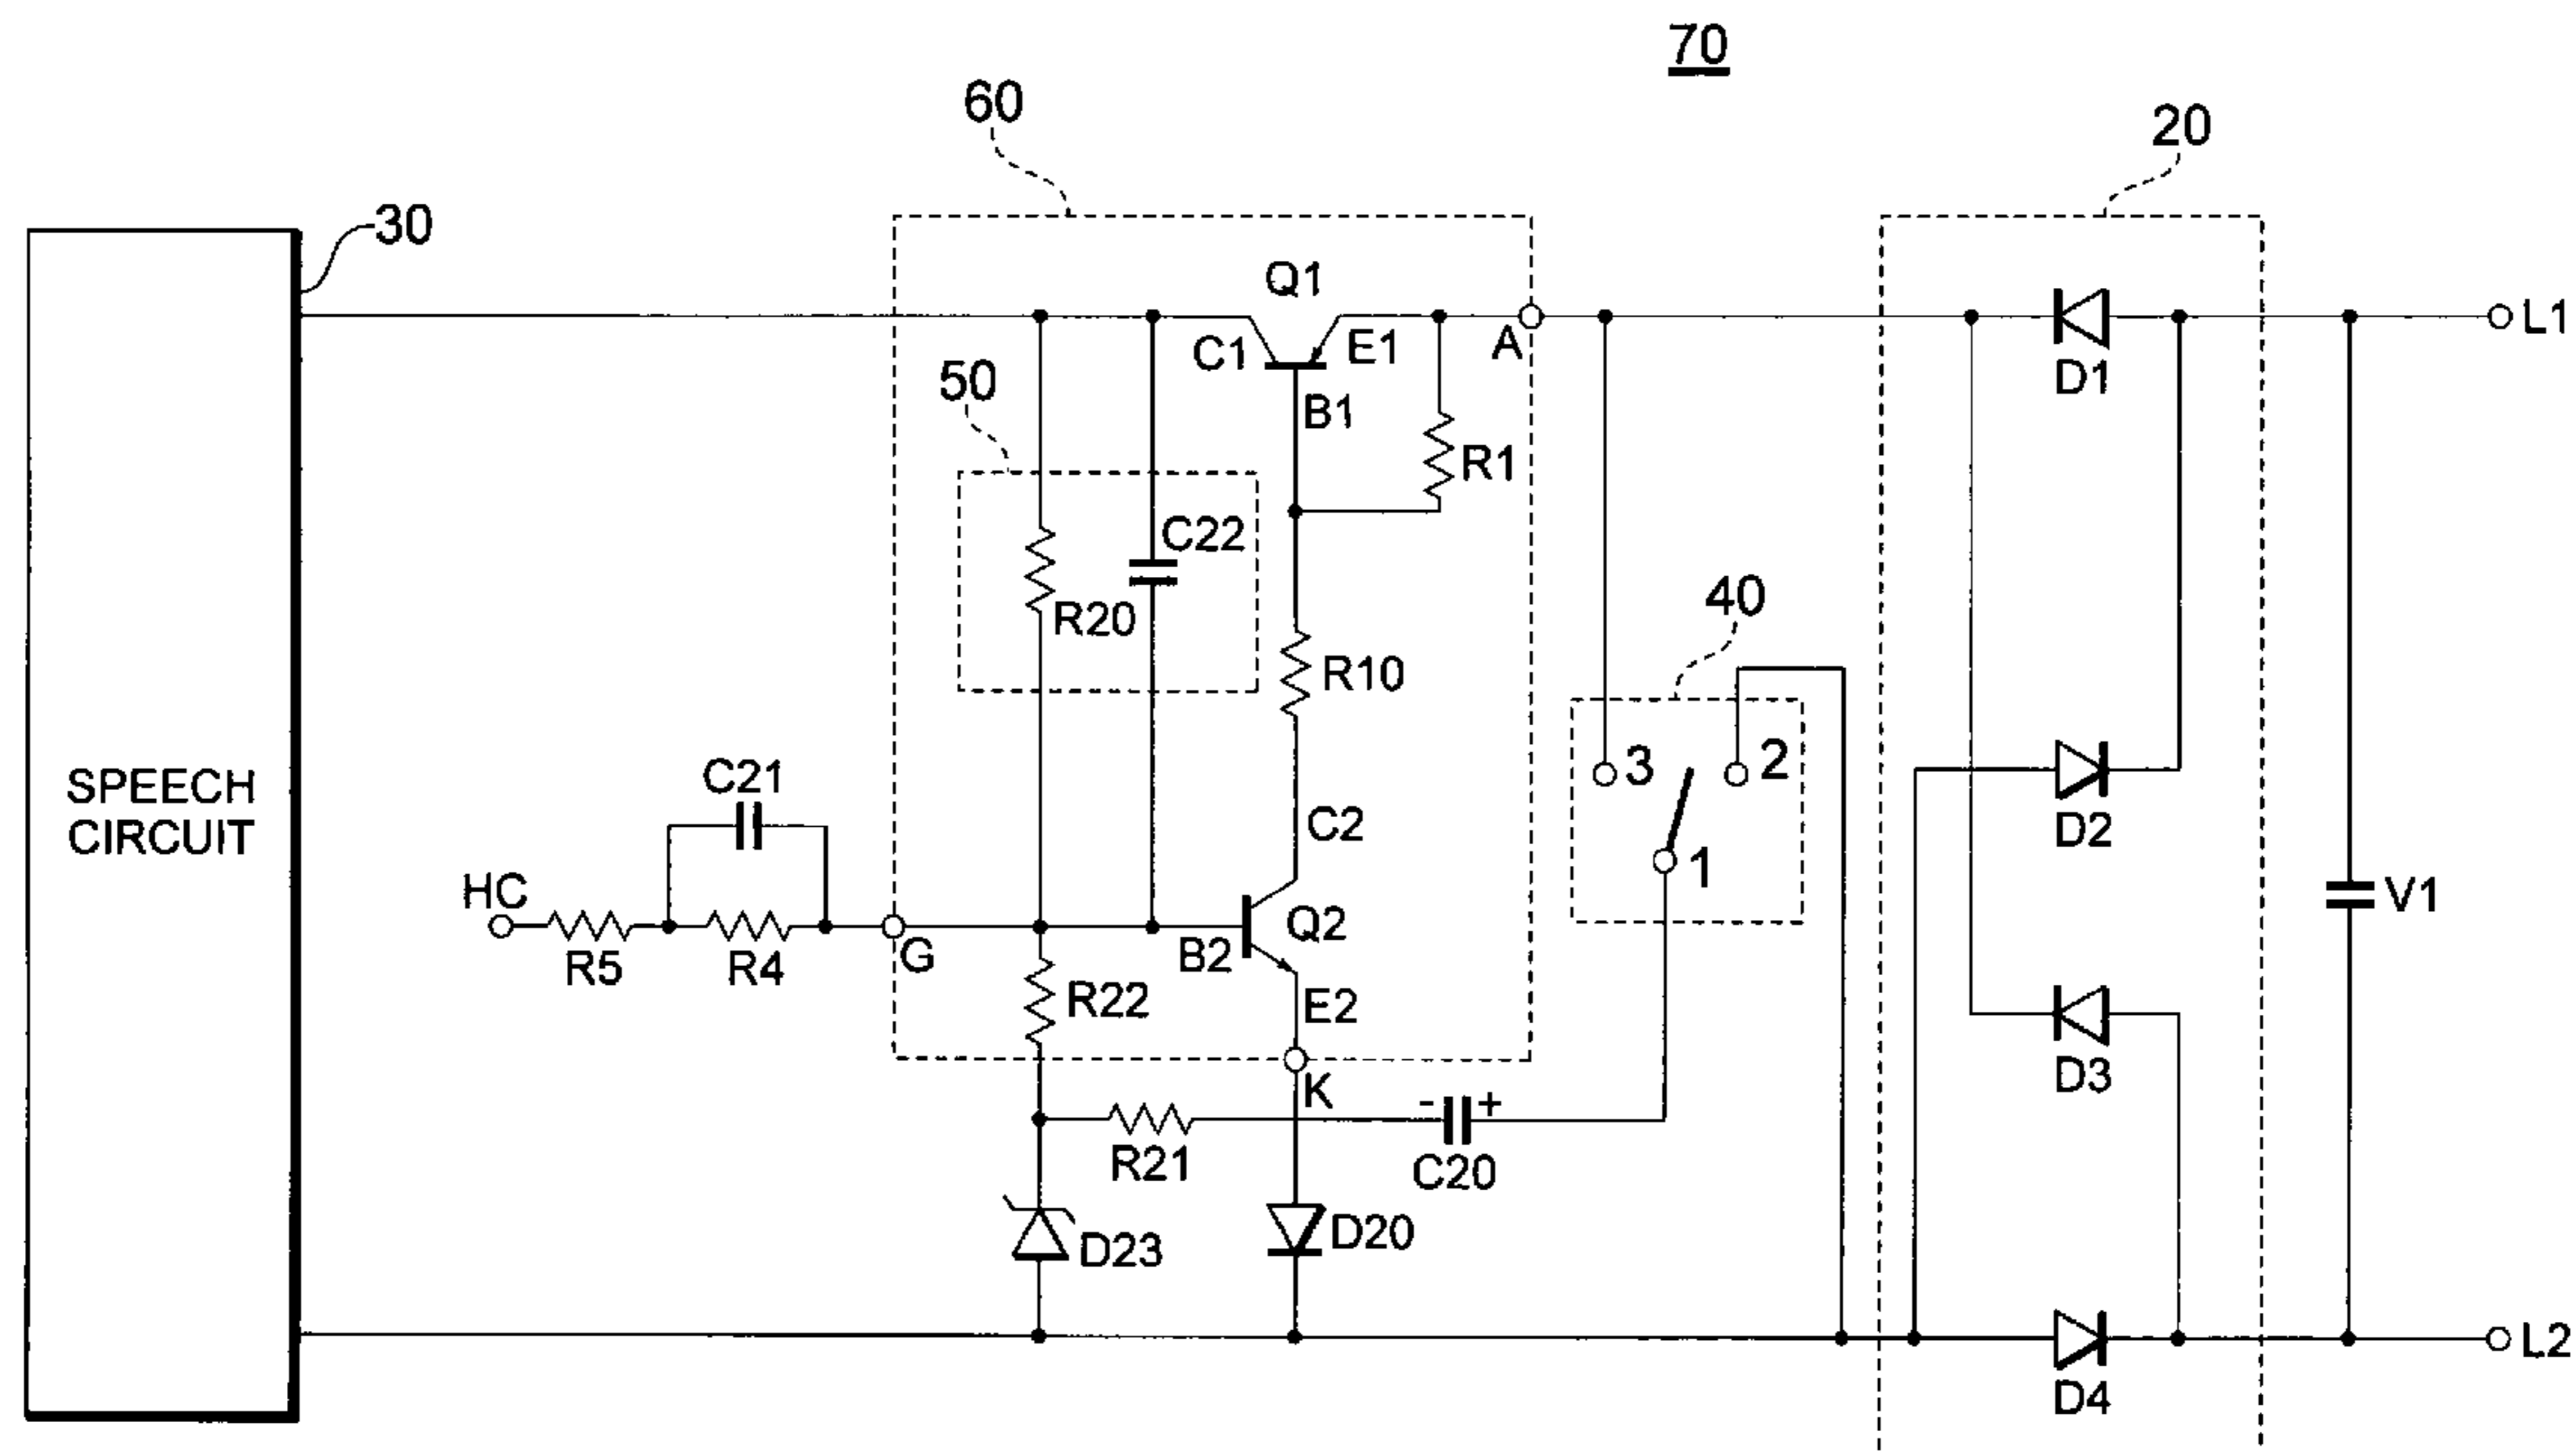 70
60
20
30
Q1
C1
E1
A
L1
B1
D1
50
R1
C22
R20
40
R10
3
2
SPEECH
CIRCUIT
C21
C2
D2
1
HC
V1
Q2
R5
R4
G
B2
R22
E2
K
D3
- +
R21
C20
D23
D20
L2
D4